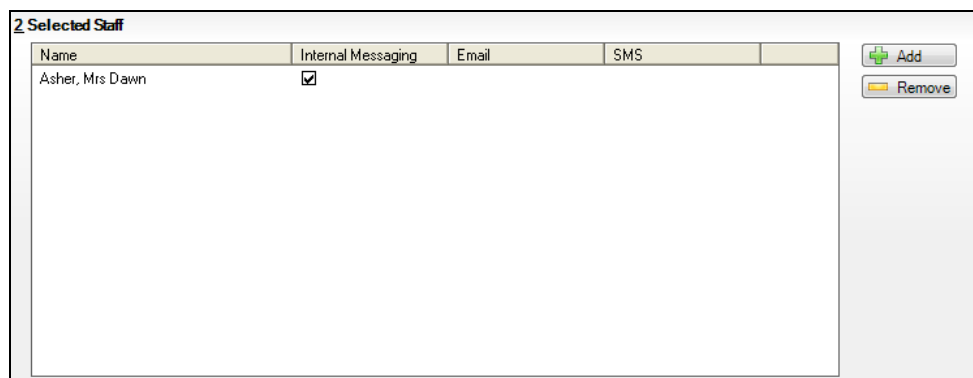 2 Selected Staff
Name Internal Messaging Email SMS
Asher, Mrs Dawn
Add
Remove